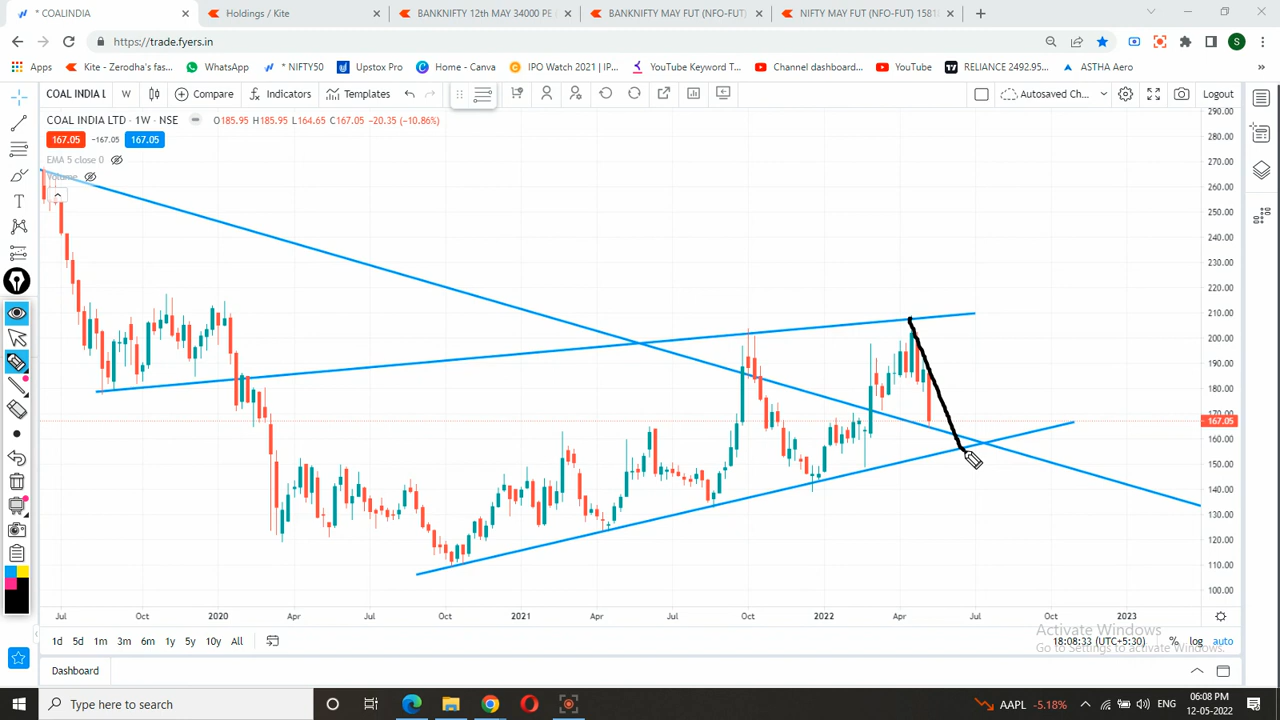 * COALINDIA
Holdings / Kite
BANKNIFTY 12th MAY 34000 PE (
BANKNIFTY MAY FUT (NFO-FUT)
NIFTY MAY FUT (NFO-FUT) 1581
https://trade.fyers.in
S
Apps
Kite - Zerodha's fas...
WhatsApp
* NIFTY50
Upstox Pro
Home - Canva
IPO Watch 2021 | IP...
YouTube Keyword T...
Channel dashboard...
YouTube
RELIANCE 2492.95...
ASTHA Aero
COAL INDIA L
W
Compare
Indicators
Templates
Autosaved Ch...
Logout
COAL INDIA LTD · 1W · NSE
O185.95 H185.95 L164.65 C167.05 −20.35 (−10.86%)
167.05
−167.05
167.05
EMA 5 close 0
Volume
290.00
280.00
270.00
260.00
250.00
240.00
230.00
220.00
210.00
200.00
190.00
180.00
170.00
167.05
160.00
150.00
140.00
130.00
120.00
110.00
100.00
Jul
Oct
2020
Apr
Jul
Oct
2021
Apr
Jul
Oct
2022
Apr
Jul
Oct
2023
Activate Windows
Go to Settings to activate Windows.
1d
5d
1m
3m
6m
1y
5y
10y
All
18:08:33 (UTC+5:30)
%
log
auto
Dashboard
Type here to search
AAPL -5.18%
ENG
06:08 PM
12-05-2022